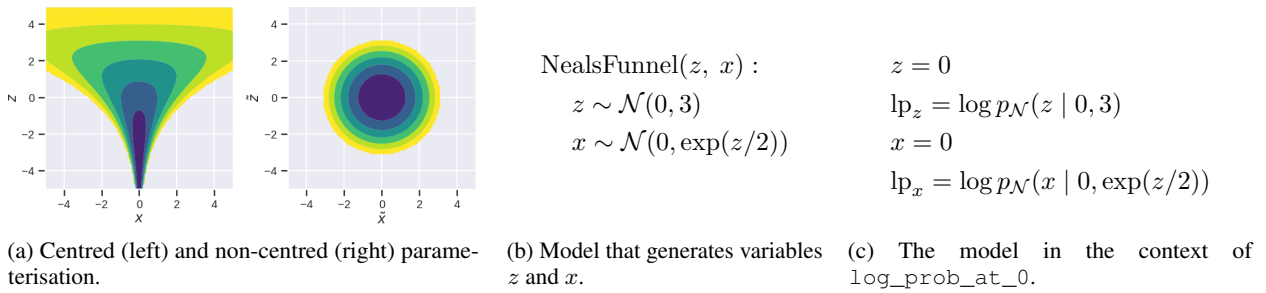 4
2
0
−2
−4
z
−4
−2
0
2
4
x
4
2
0
−2
−4
z̃
−4
−2
0
2
4
x̃
(a) Centred (left) and non-centred (right) parame-
terisation.
NealsFunnel(z, x) :
z ∼ 𝒩(0, 3)
x ∼ 𝒩(0, exp(z/2))
(b) Model that generates variables
z and x.
z = 0
lp_z = log p_𝒩(z | 0, 3)
x = 0
lp_x = log p_𝒩(x | 0, exp(z/2))
(c) The model in the context of
log_prob_at_0.